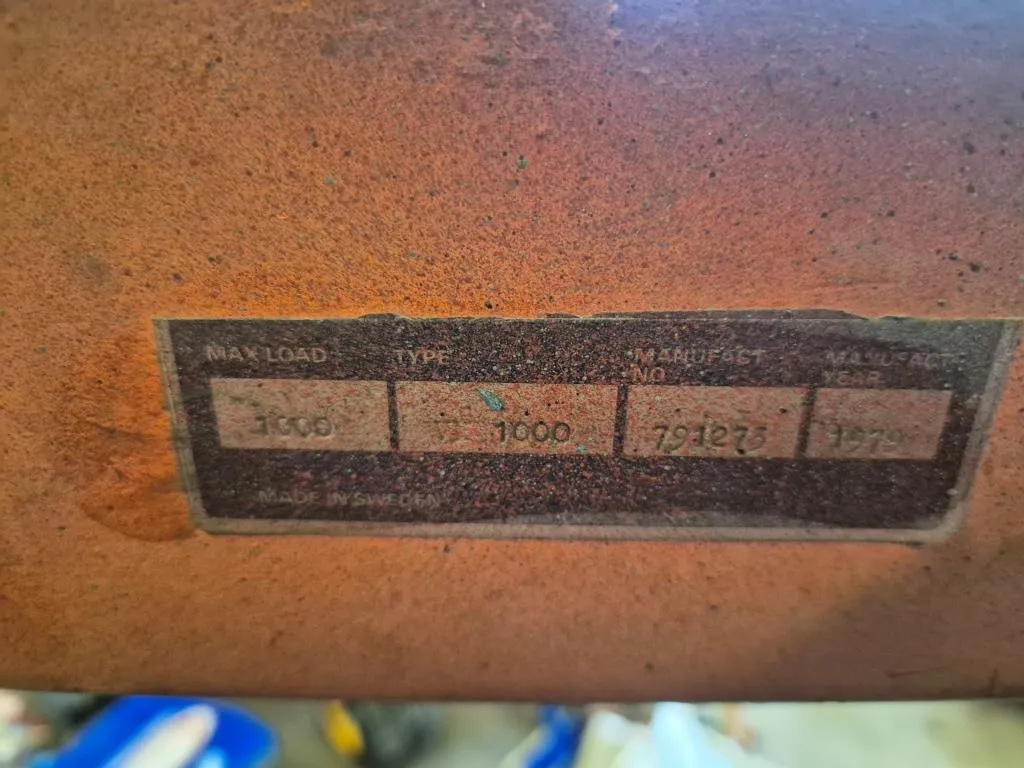 MAX LOAD TYPE MANUFACT MANUFACT
NO YEAR
1000 1000
MADE IN SWEDEN